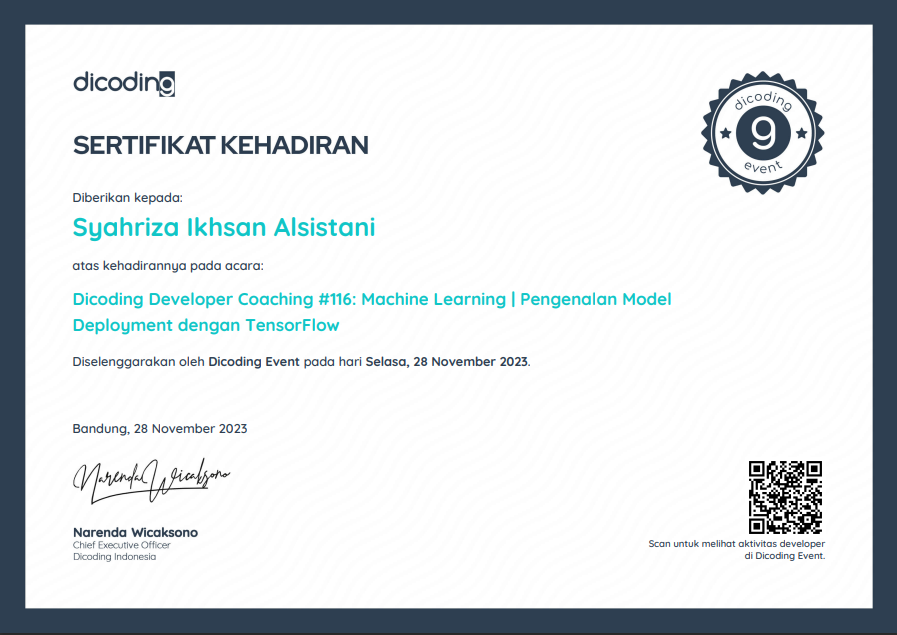 dicoding
SERTIFIKAT KEHADIRAN
dicoding
g
event
Diberikan kepada:
Syahriza Ikhsan Alsistani
atas kehadirannya pada acara:
Dicoding Developer Coaching #116: Machine Learning | Pengenalan Model
Deployment dengan TensorFlow
Diselenggarakan oleh Dicoding Event pada hari Selasa, 28 November 2023.
Bandung, 28 November 2023
Narenda Wicaksono
Narenda Wicaksono
Chief Executive Officer
Dicoding Indonesia
Scan untuk melihat aktivitas developer
di Dicoding Event.